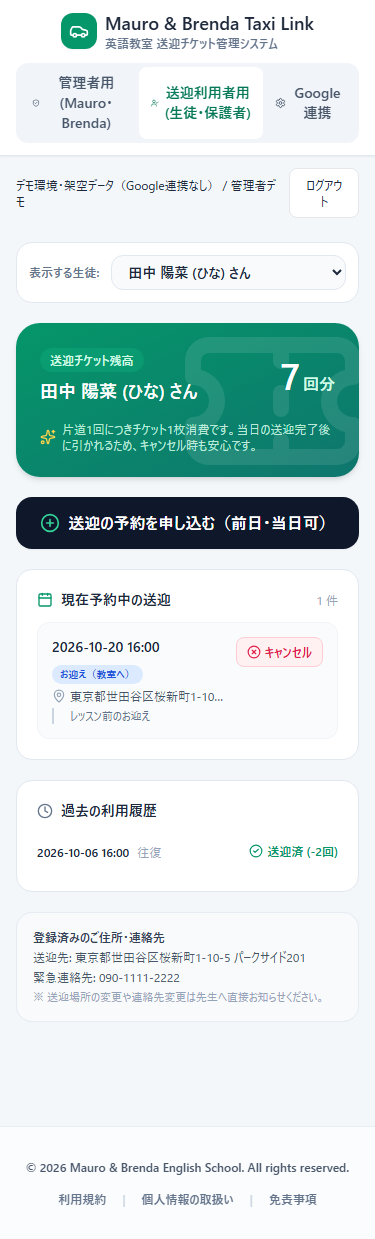 Mauro & Brenda Taxi Link
英語教室 送迎チケット管理システム
管理者用
(Mauro・
Brenda)
送迎利用者用
(生徒・保護者)
Google
連携
デモ環境・架空データ（Google連携なし） / 管理者デ
モ
ログアウ
ト
表示する生徒:
田中 陽菜 (ひな) さん
送迎チケット残高
田中 陽菜 (ひな) さん
7 回分
片道1回につきチケット1枚消費です。当日の送迎完了後
に引かれるため、キャンセル時も安心です。
送迎の予約を申し込む（前日・当日可）
現在予約中の送迎
1 件
2026-10-20 16:00
キャンセル
お迎え（教室へ）
東京都世田谷区桜新町1-10...
レッスン前のお迎え
過去の利用履歴
2026-10-06 16:00 往復
送迎済 (-2回)
登録済みのご住所・連絡先
送迎先: 東京都世田谷区桜新町1-10-5 パークサイド201
緊急連絡先: 090-1111-2222
※ 送迎場所の変更や連絡先変更は先生へ直接お知らせください。
© 2026 Mauro & Brenda English School. All rights reserved.
利用規約 | 個人情報の取扱い | 免責事項